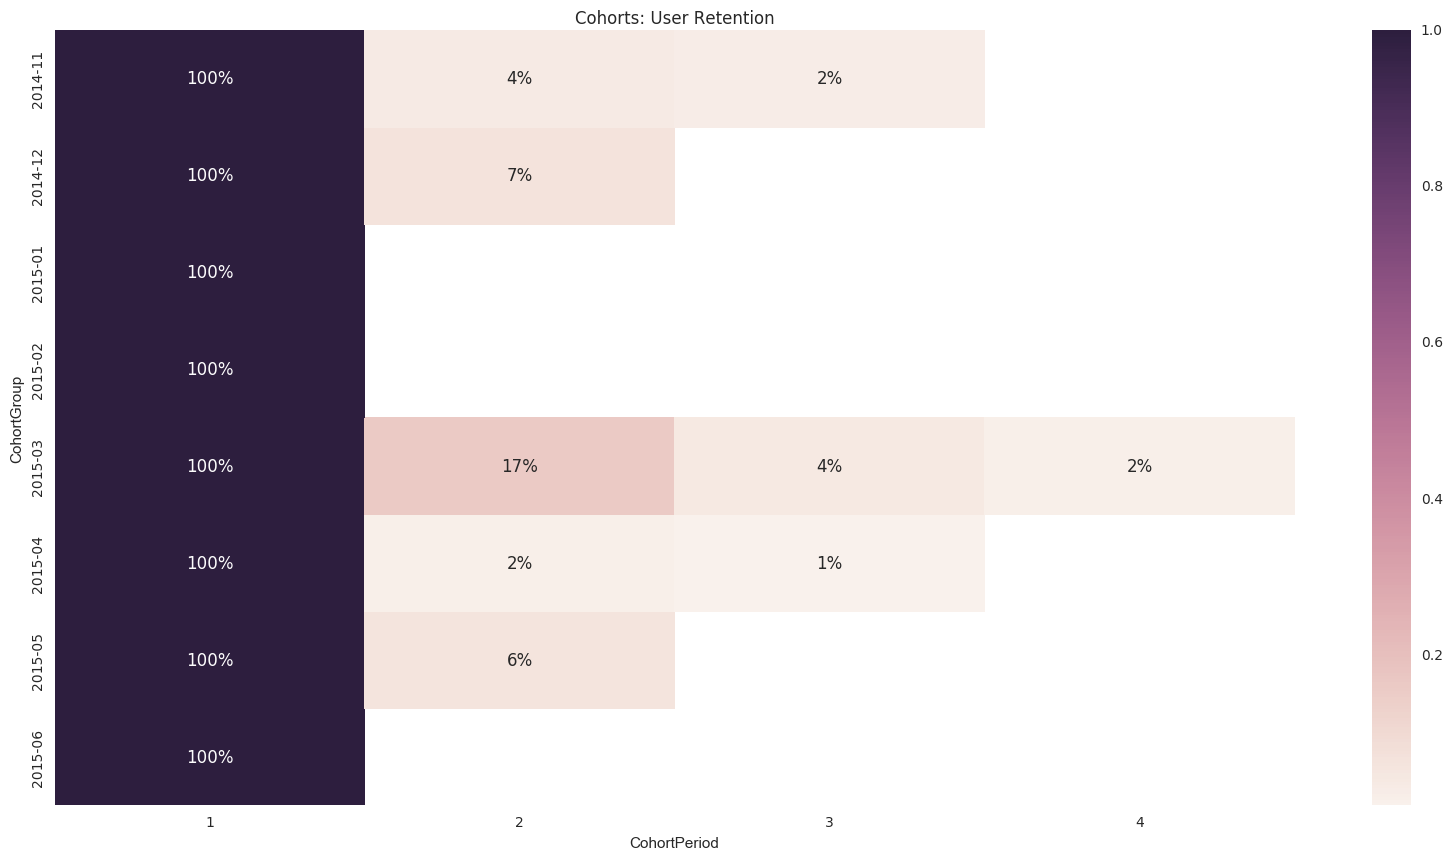 Cohorts: User Retention
CohortGroup
2014-11 100% 4% 2%
2014-12 100% 7%
2015-01 100%
2015-02 100%
2015-03 100% 17% 4% 2%
2015-04 100% 2% 1%
2015-05 100% 6%
2015-06 100%
1 2 3 4
CohortPeriod
1.0
0.8
0.6
0.4
0.2